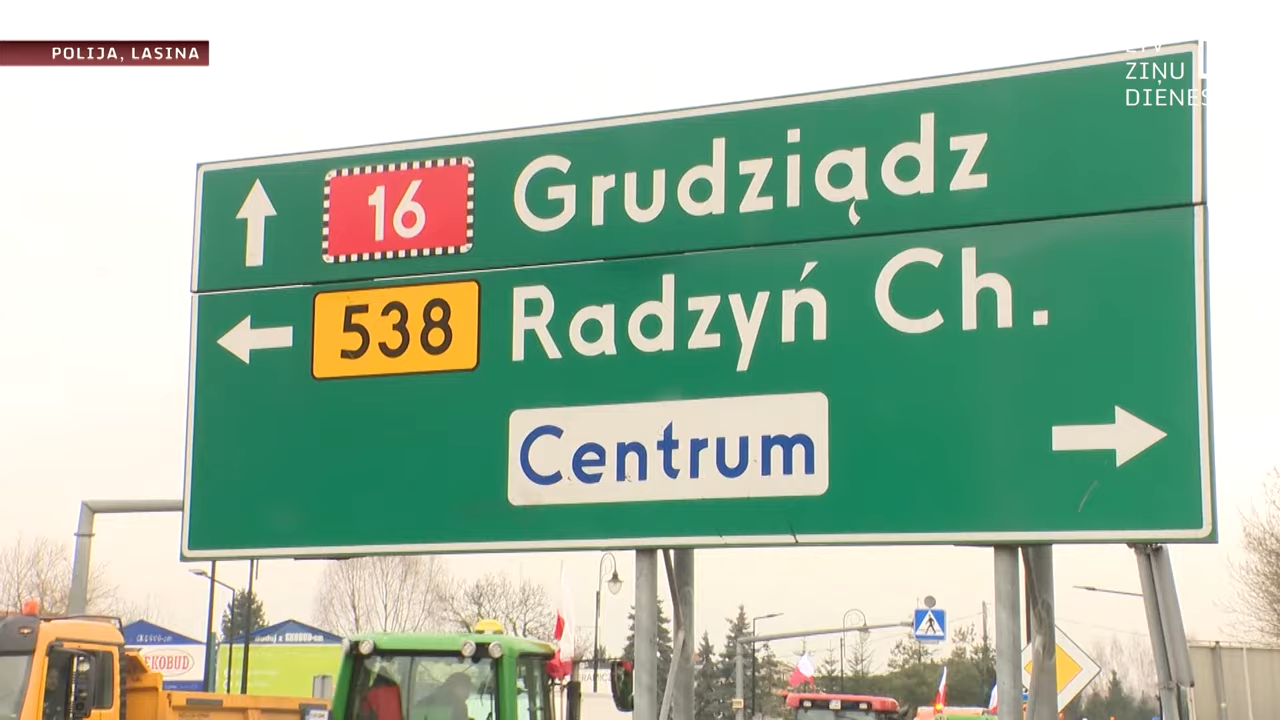 POLIJA, LASINA
ZIŅU
DIENES
16 Grudziądz
538 Radzyń Ch.
Centrum
EKOBUD